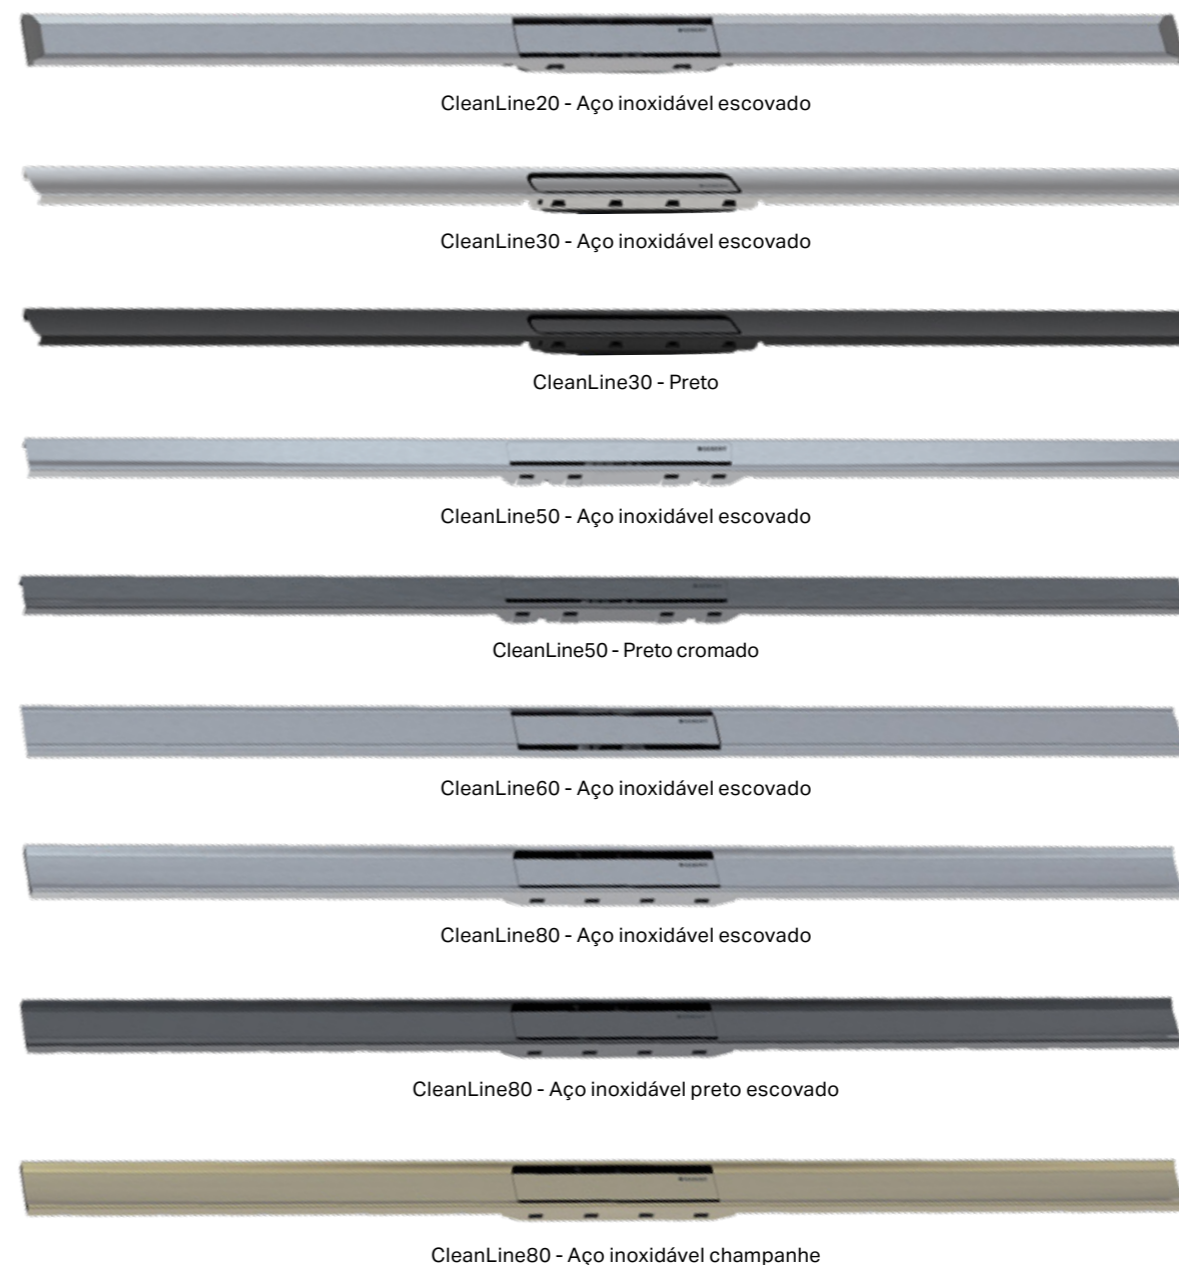 CleanLine20 - Aço inoxidável escovado
CleanLine30 - Aço inoxidável escovado
CleanLine30 - Preto
CleanLine50 - Aço inoxidável escovado
CleanLine50 - Preto cromado
CleanLine60 - Aço inoxidável escovado
CleanLine80 - Aço inoxidável escovado
CleanLine80 - Aço inoxidável preto escovado
CleanLine80 - Aço inoxidável champanhe